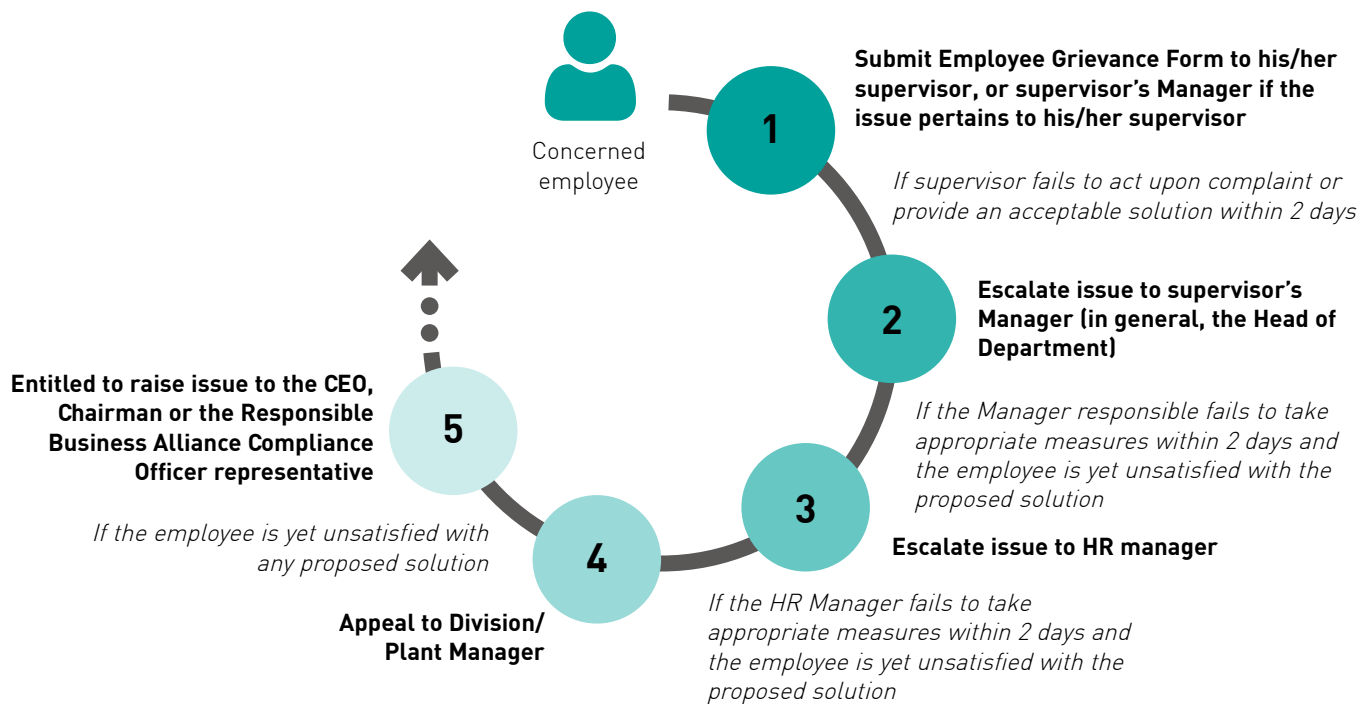 Concerned
employee
1
Submit Employee Grievance Form to his/her
supervisor, or supervisor’s Manager if the
issue pertains to his/her supervisor
If supervisor fails to act upon complaint or
provide an acceptable solution within 2 days
2
Escalate issue to supervisor’s
Manager (in general, the Head of
Department)
If the Manager responsible fails to take
appropriate measures within 2 days and
the employee is yet unsatisfied with the
proposed solution
3
Escalate issue to HR manager
If the HR Manager fails to take
appropriate measures within 2 days and
the employee is yet unsatisfied with the
proposed solution
4
Appeal to Division/
Plant Manager
If the employee is yet unsatisfied with
any proposed solution
5
Entitled to raise issue to the CEO,
Chairman or the Responsible
Business Alliance Compliance
Officer representative